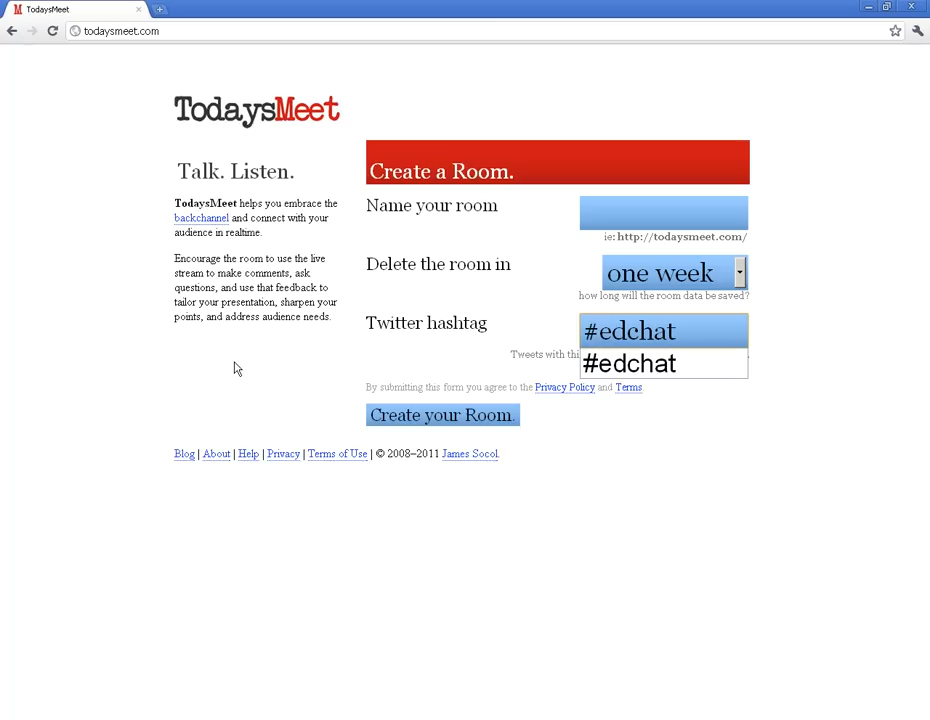 TodaysMeet
todaysmeet.com
TodaysMeet
Talk. Listen.
TodaysMeet helps you embrace the
backchannel and connect with your
audience in realtime.
Encourage the room to use the live
stream to make comments, ask
questions, and use that feedback to
tailor your presentation, sharpen your
points, and address audience needs.
Create a Room.
Name your room
ie: http://todaysmeet.com/
Delete the room in
one week
how long will the room data be saved?
Twitter hashtag
#edchat
#edchat
Tweets with
By submitting this form you agree to the Privacy Policy and Terms.
Create your Room.
Blog | About | Help | Privacy | Terms of Use | © 2008–2011 James Socol.